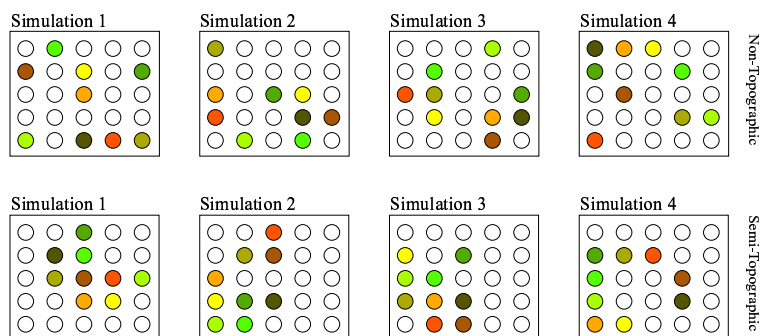 Simulation 1
Simulation 2
Simulation 3
Simulation 4
Non-Topographic
Simulation 1
Simulation 2
Simulation 3
Simulation 4
Semi-Topographic